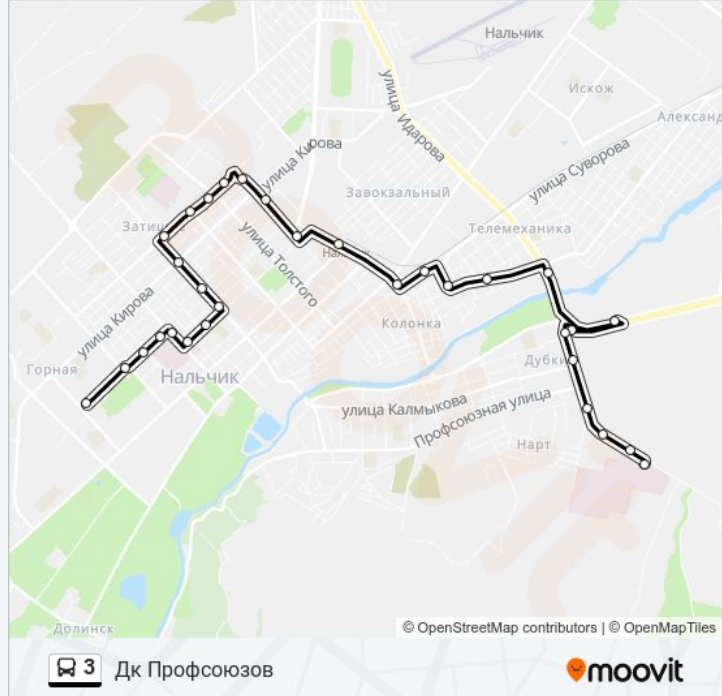 Нальчик
улица Идарова
Искож
Александ
улица Кирова
улица Суворова
Завокзальный
Затиш
Телемеханика
улица Толстого
Нал
улица Кирова
Колонка
Горная
Дубки
Нальчик
улица Калмыкова
Профсоюзная улица
Нарт
Долинск
© OpenStreetMap contributors | © OpenMapTiles
3 Дк Профсоюзов
moovit